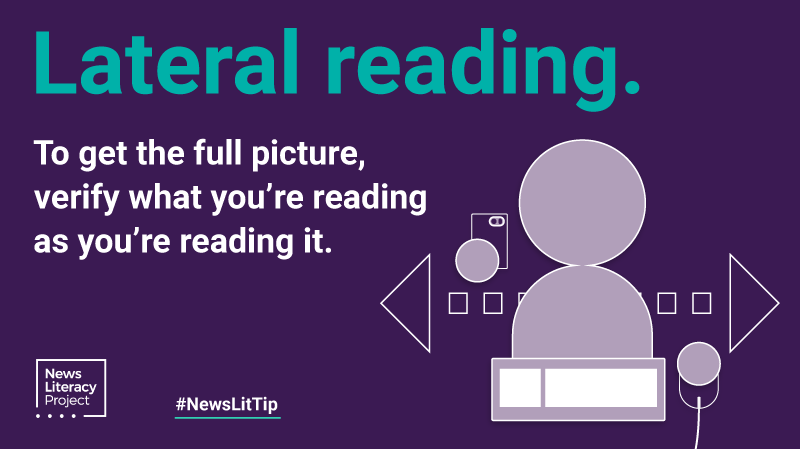 Lateral reading.
To get the full picture,
verify what you’re reading
as you’re reading it.
News
Literacy
Project
#NewsLitTip